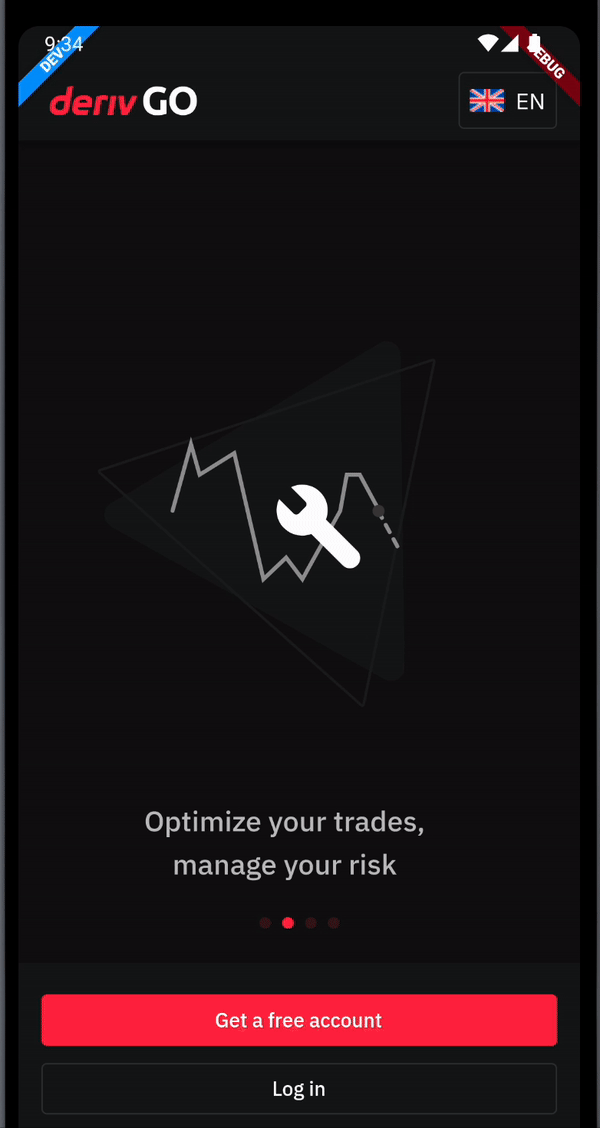 9:34
DEV
DEBUG
deriv GO
EN
Optimize your trades,
manage your risk
Get a free account
Log in